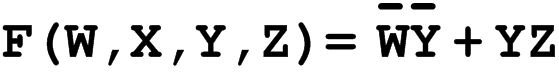 F(W,X,Y,Z)= W̅Y̅ + YZ